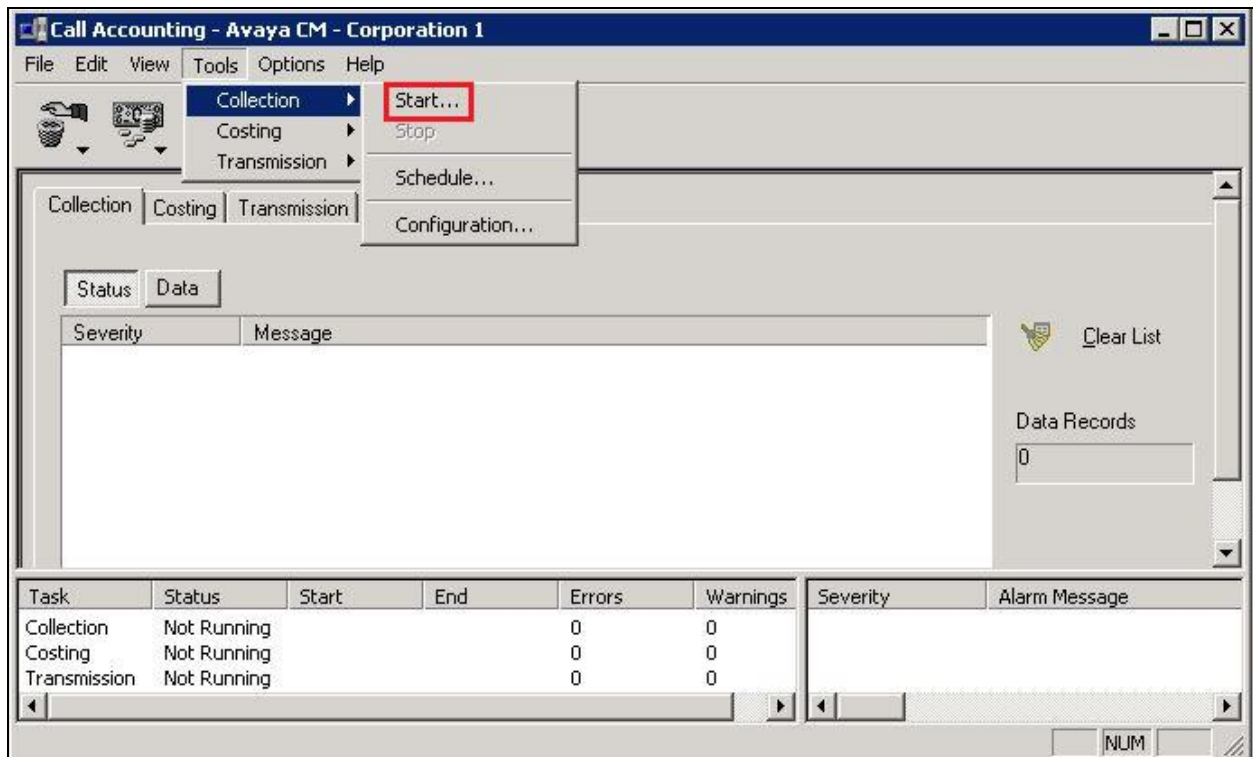 Call Accounting - Avaya CM - Corporation 1
File Edit View Tools Options Help
Collection
Costing
Transmission
Start...
Stop
Schedule...
Configuration...
Collection Costing Transmission
Status Data
Severity Message
Clear List
Data Records
0
Task Status Start End Errors Warnings
Collection Not Running 0 0
Costing Not Running 0 0
Transmission Not Running 0 0
Severity Alarm Message
NUM